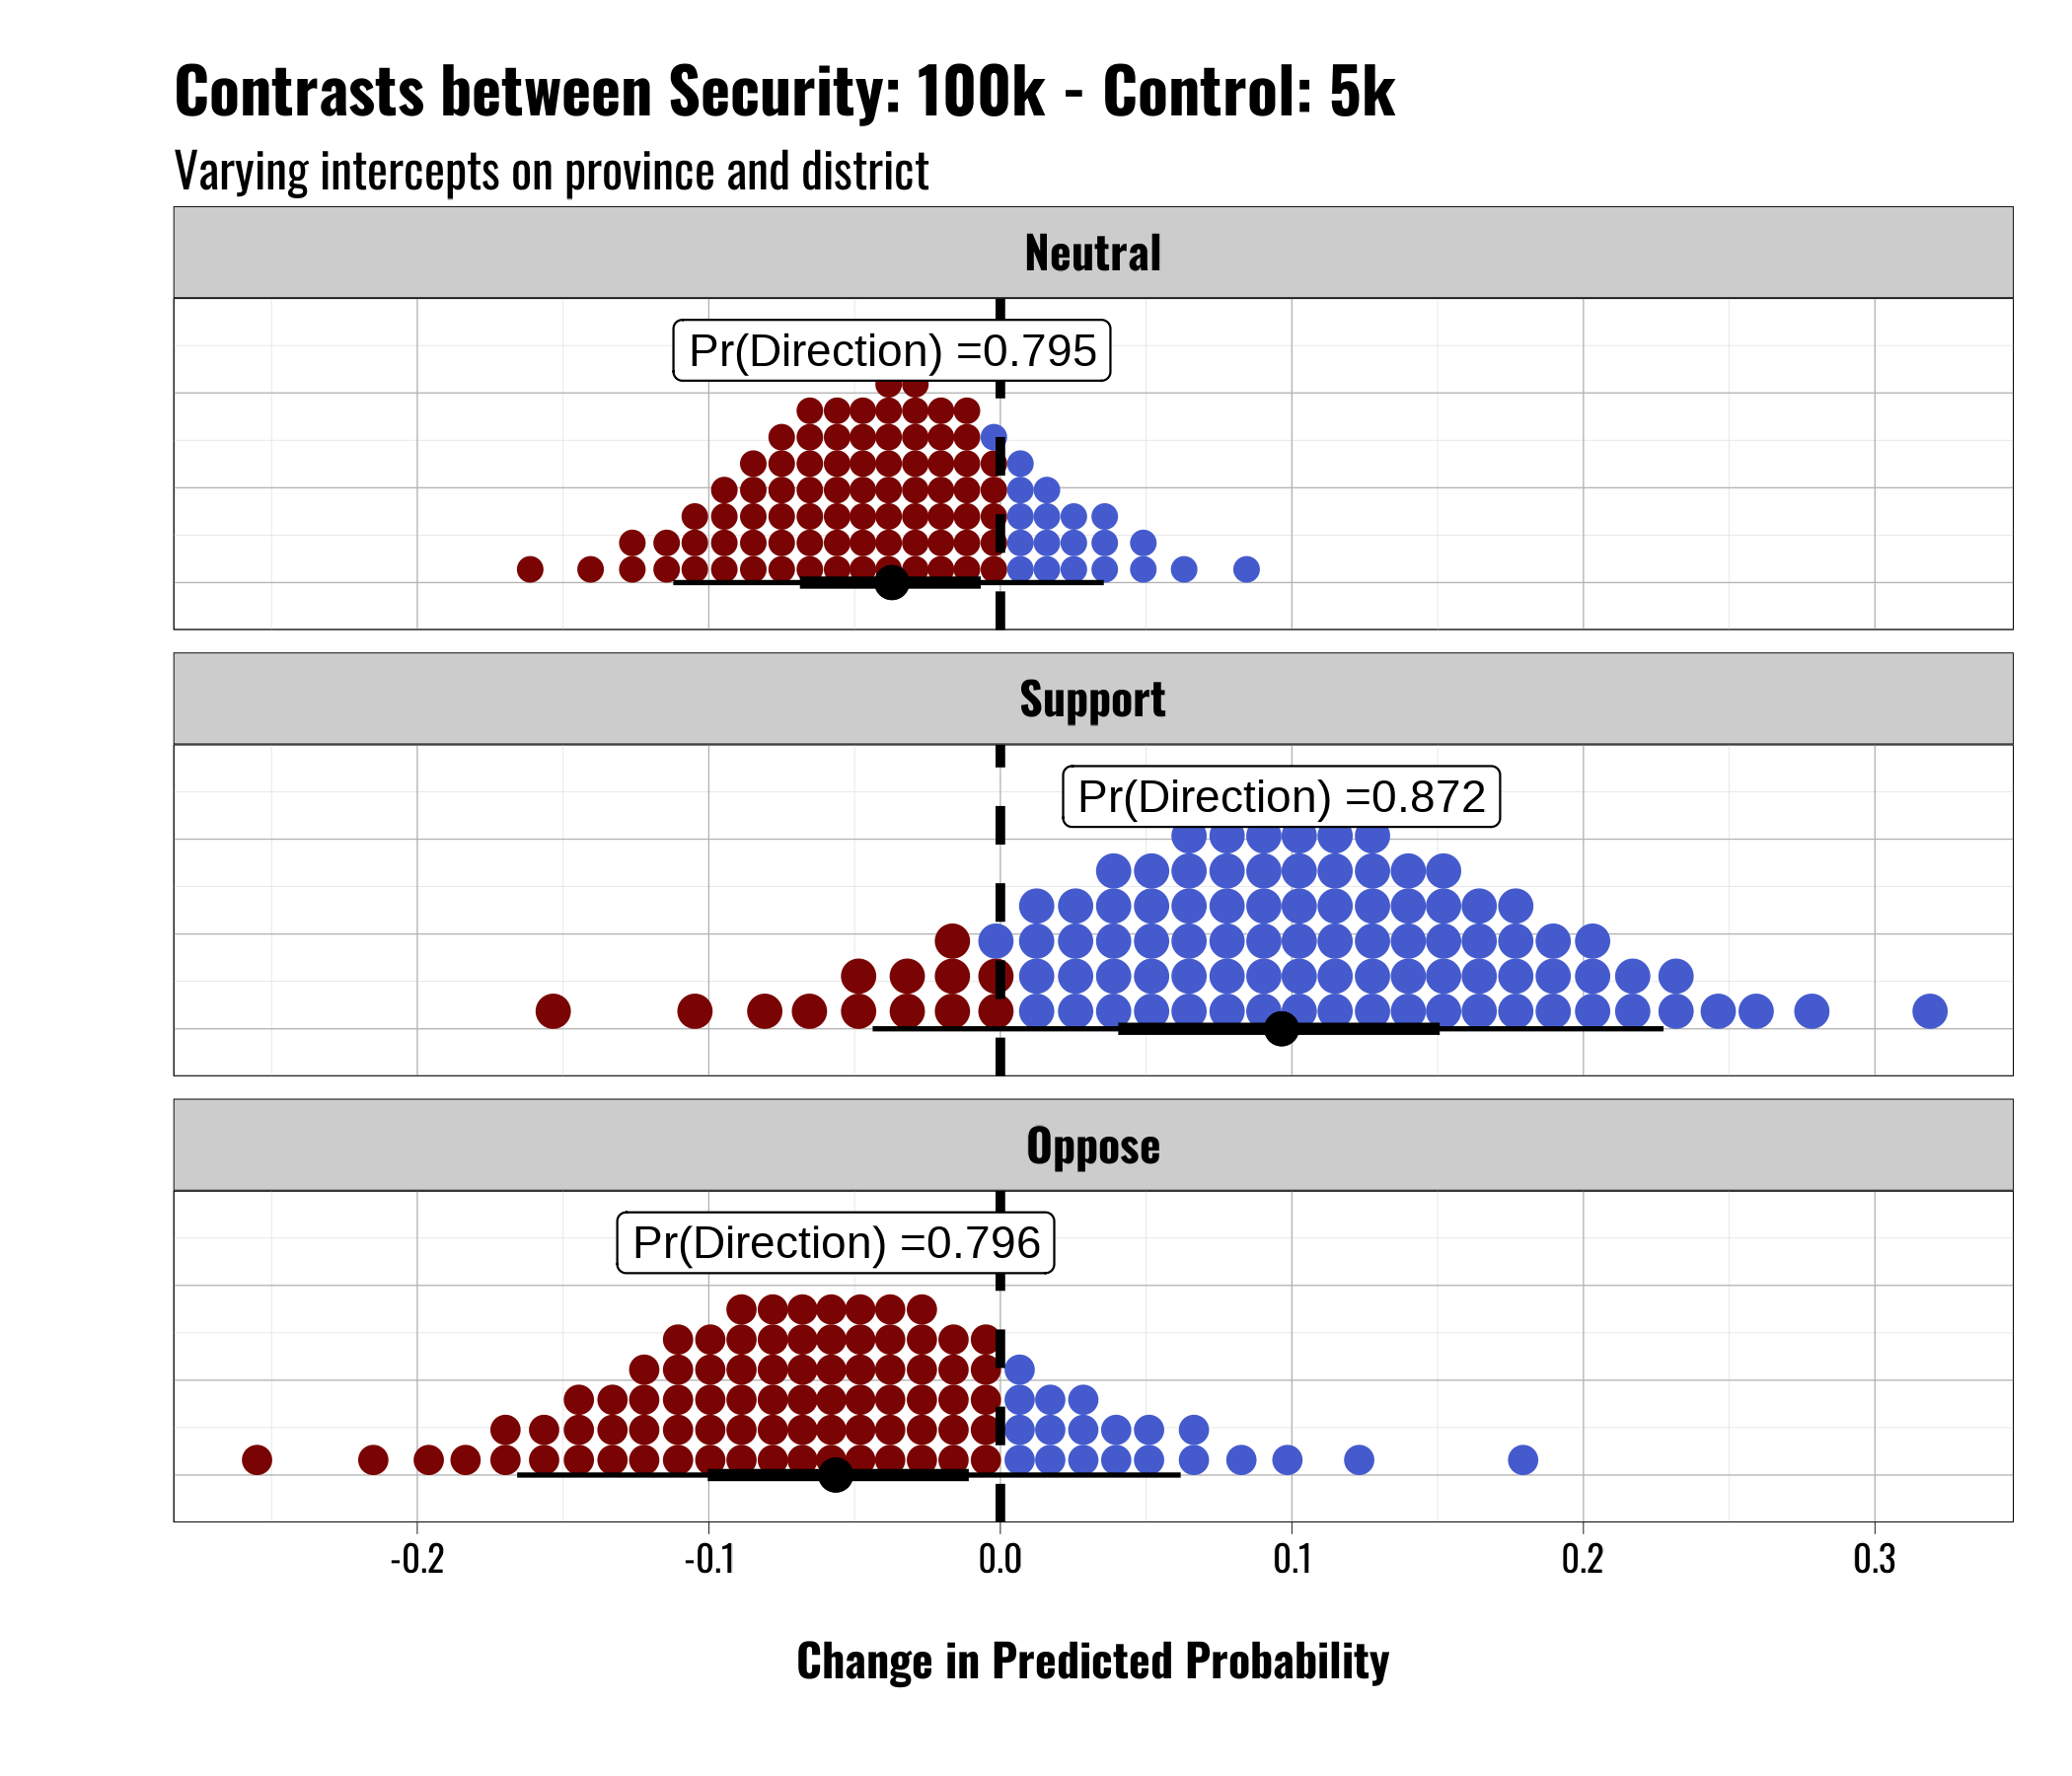 Contrasts between Security: 100k - Control: 5k
Varying intercepts on province and district
Neutral
Pr(Direction) =0.795
Support
Pr(Direction) =0.872
Oppose
Pr(Direction) =0.796
-0.2 -0.1 0.0 0.1 0.2 0.3
Change in Predicted Probability